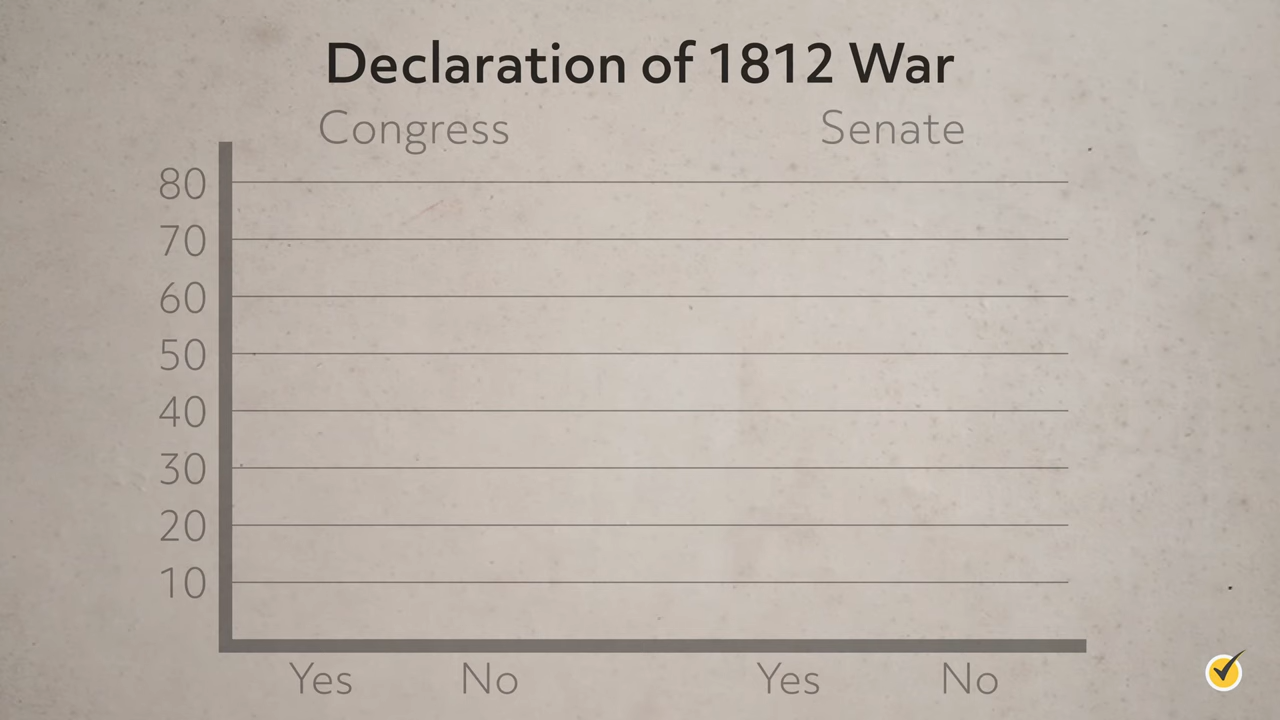 Declaration of 1812 War
Congress Senate
80
70
60
50
40
30
20
10
Yes No Yes No